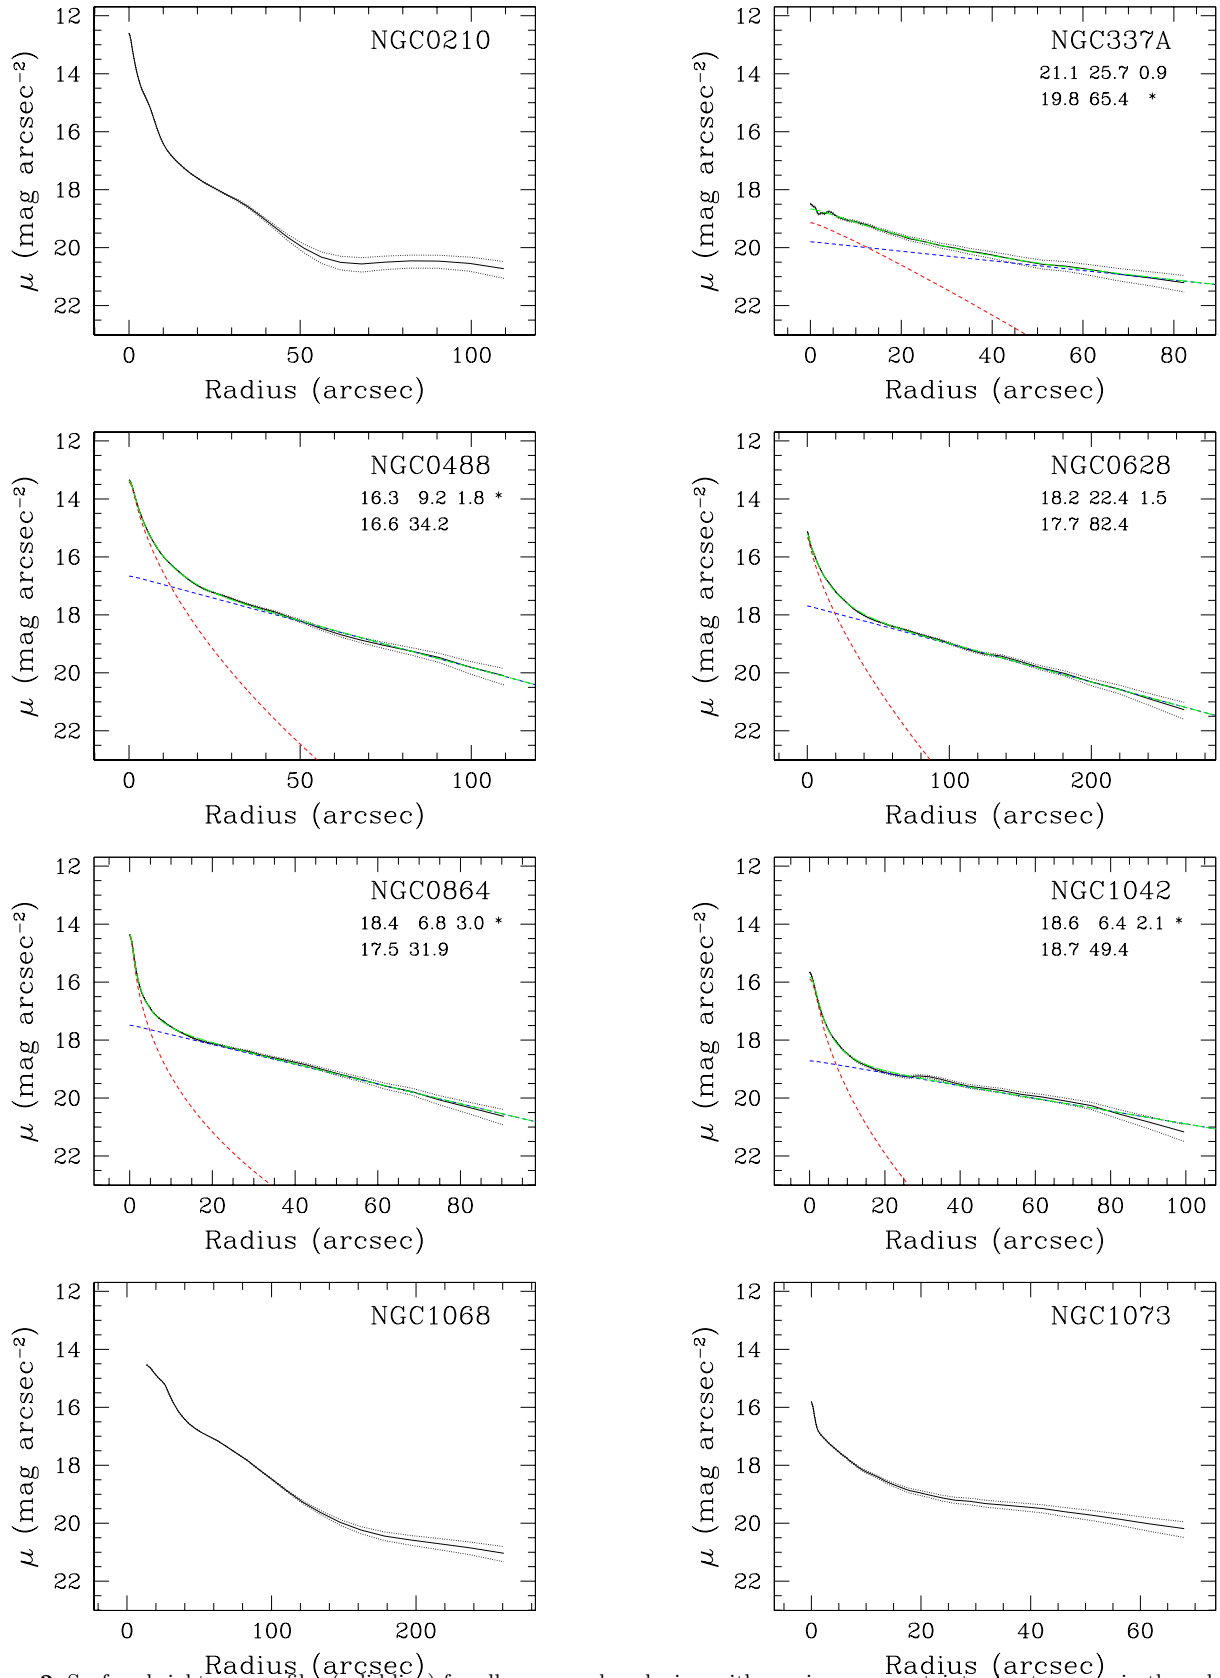 NGC0210
12
14
16
18
20
22
μ (mag arcsec⁻²)
0 50 100
Radius (arcsec)
NGC337A
21.1 25.7 0.9
19.8 65.4 *
12
14
16
18
20
22
μ (mag arcsec⁻²)
0 20 40 60 80
Radius (arcsec)
NGC0488
16.3 9.2 1.8 *
16.6 34.2
12
14
16
18
20
22
μ (mag arcsec⁻²)
0 50 100
Radius (arcsec)
NGC0628
18.2 22.4 1.5
17.7 82.4
12
14
16
18
20
22
μ (mag arcsec⁻²)
0 100 200
Radius (arcsec)
NGC0864
18.4 6.8 3.0 *
17.5 31.9
12
14
16
18
20
22
μ (mag arcsec⁻²)
0 20 40 60 80
Radius (arcsec)
NGC1042
18.6 6.4 2.1 *
18.7 49.4
12
14
16
18
20
22
μ (mag arcsec⁻²)
0 20 40 60 80 100
Radius (arcsec)
NGC1068
12
14
16
18
20
22
μ (mag arcsec⁻²)
0 100 200
Radius (arcsec)
NGC1073
12
14
16
18
20
22
μ (mag arcsec⁻²)
0 20 40 60
Radius (arcsec)